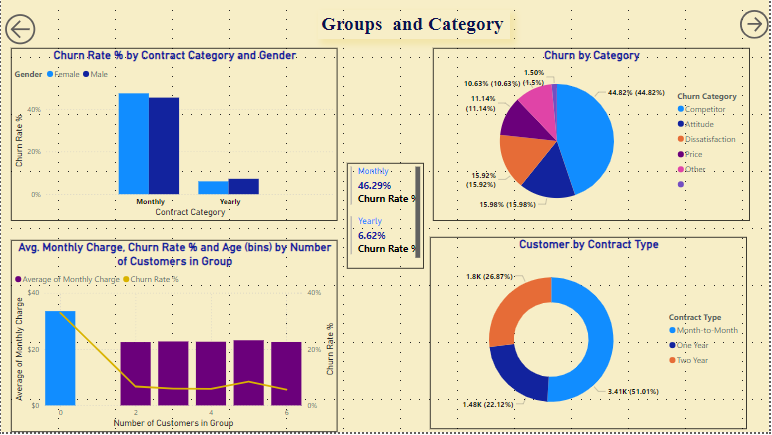 Groups and Category
Churn Rate % by Contract Category and Gender
Gender Female Male
Churn Rate %
40%
20%
0%
Monthly Yearly
Contract Category
Monthly
46.29%
Churn Rate %
Yearly
6.62%
Churn Rate %
Churn by Category
1.50%
(1.5%)
10.63% (10.63%)
11.14%
(11.14%)
15.92%
(15.92%)
15.98% (15.98%)
44.82% (44.82%)
Churn Category
Competitor
Attitude
Dissatisfaction
Price
Other
Avg. Monthly Charge, Churn Rate % and Age (bins) by Number
of Customers in Group
Average of Monthly Charge Churn Rate %
Average of Monthly Charge
$40
$20
$0
0 2 4 6
Number of Customers in Group
40%
20%
0%
Churn Rate %
Customer by Contract Type
1.8K (26.87%)
1.48K (22.12%)
3.41K (51.01%)
Contract Type
Month-to-Month
One Year
Two Year